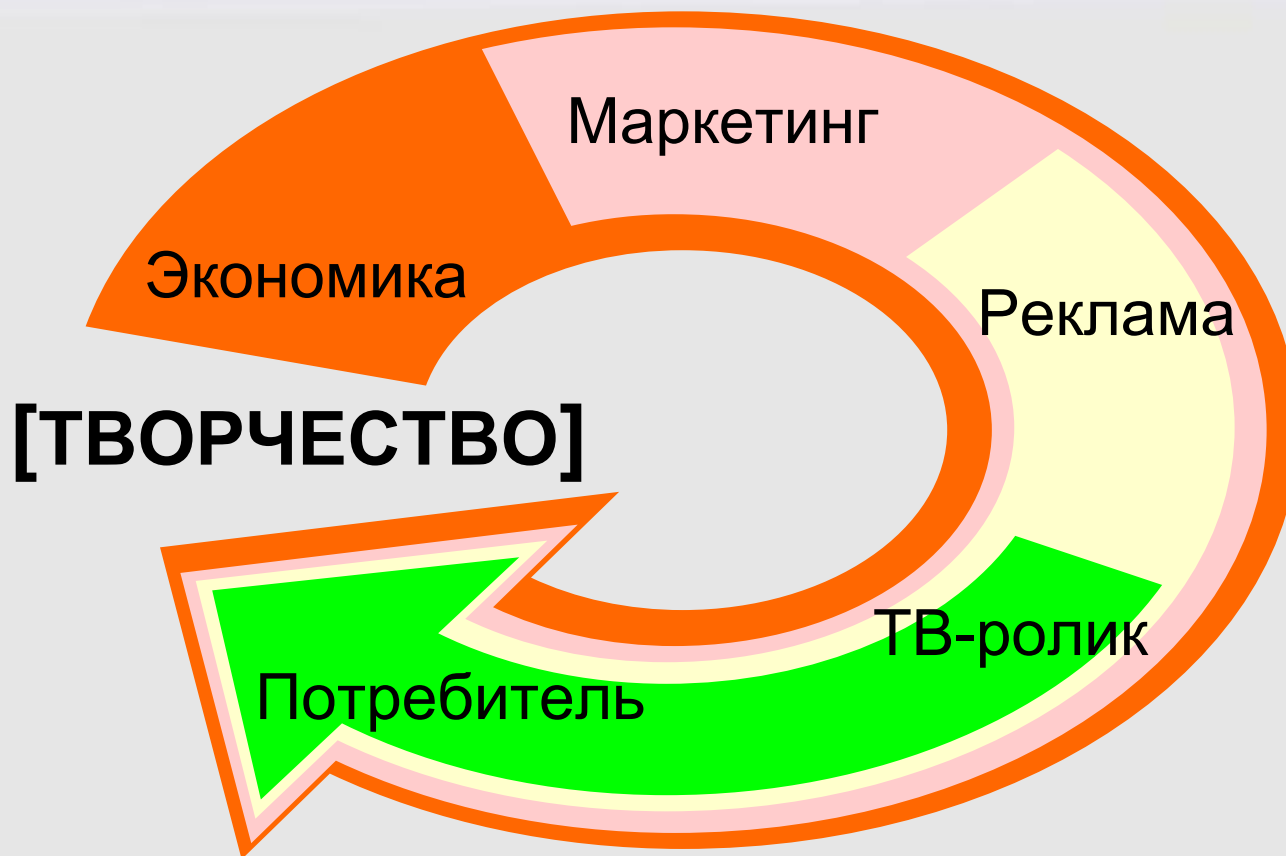 Маркетинг
Экономика
Реклама
[ТВОРЧЕСТВО]
ТВ-ролик
Потребитель